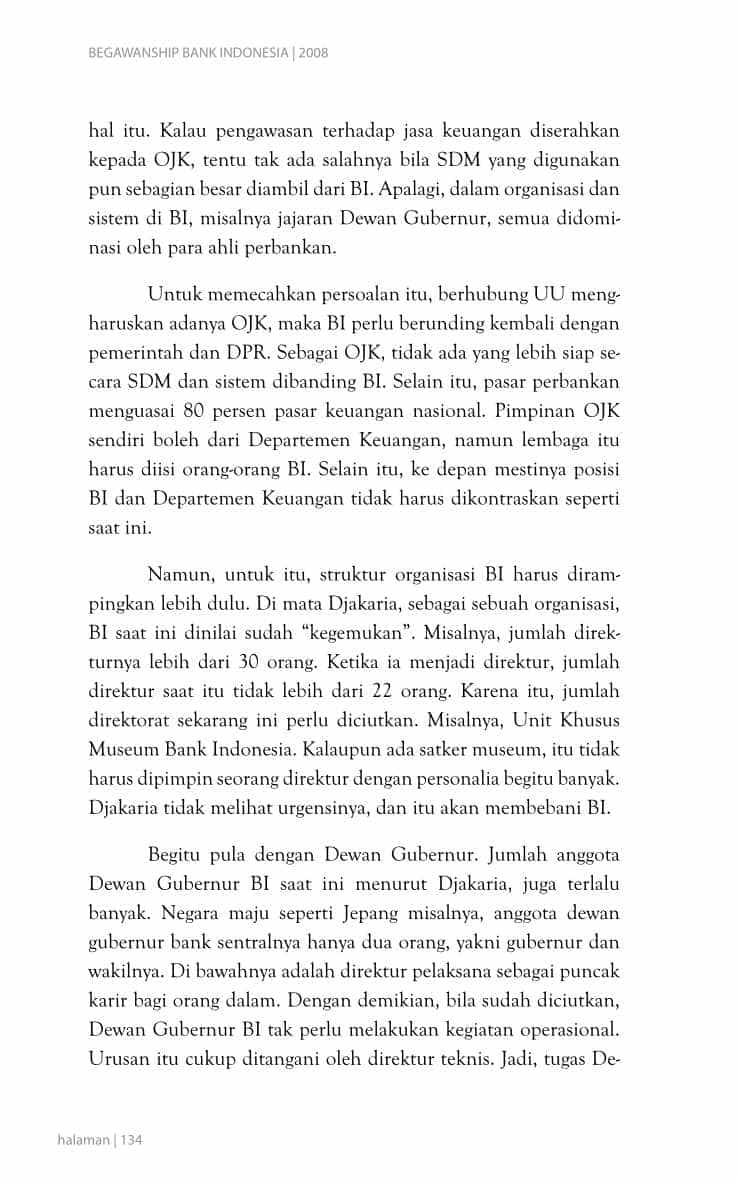 BEGAWANSHIP BANK INDONESIA | 2008
hal itu. Kalau pengawasan terhadap jasa keuangan diserahkan
kepada OJK, tentu tak ada salahnya bila SDM yang digunakan
pun sebagian besar diambil dari BI. Apalagi, dalam organisasi dan
sistem di BI, misalnya jajaran Dewan Gubernur, semua didomi-
nasi oleh para ahli perbankan.
Untuk memecahkan persoalan itu, berhubung UU meng-
haruskan adanya OJK, maka BI perlu berunding kembali dengan
pemerintah dan DPR. Sebagai OJK, tidak ada yang lebih siap se-
cara SDM dan sistem dibanding BI. Selain itu, pasar perbankan
menguasai 80 persen pasar keuangan nasional. Pimpinan OJK
sendiri boleh dari Departemen Keuangan, namun lembaga itu
harus diisi orang-orang BI. Selain itu, ke depan mestinya posisi
BI dan Departemen Keuangan tidak harus dikontraskan seperti
saat ini.
Namun, untuk itu, struktur organisasi BI harus diram-
pingkan lebih dulu. Di mata Djakaria, sebagai sebuah organisasi,
BI saat ini dinilai sudah “kegemukan”. Misalnya, jumlah direk-
turnya lebih dari 30 orang. Ketika ia menjadi direktur, jumlah
direktur saat itu tidak lebih dari 22 orang. Karena itu, jumlah
direktorat sekarang ini perlu diciutkan. Misalnya, Unit Khusus
Museum Bank Indonesia. Kalaupun ada satker museum, itu tidak
harus dipimpin seorang direktur dengan personalia begitu banyak.
Djakaria tidak melihat urgensinya, dan itu akan membebani BI.
Begitu pula dengan Dewan Gubernur. Jumlah anggota
Dewan Gubernur BI saat ini menurut Djakaria, juga terlalu
banyak. Negara maju seperti Jepang misalnya, anggota dewan
gubernur bank sentralnya hanya dua orang, yakni gubernur dan
wakilnya. Di bawahnya adalah direktur pelaksana sebagai puncak
karir bagi orang dalam. Dengan demikian, bila sudah diciutkan,
Dewan Gubernur BI tak perlu melakukan kegiatan operasional.
Urusan itu cukup ditangani oleh direktur teknis. Jadi, tugas De-
halaman | 134